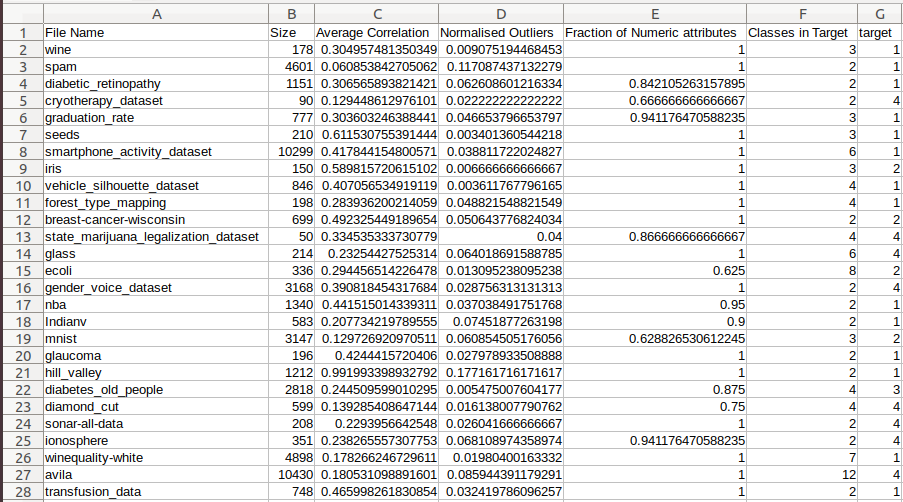 A B C D E F G
1 File Name Size Average Correlation Normalised Outliers Fraction of Numeric attributes Classes in Target target
2 wine 178 0.304957481350349 0.009075194468453 1 3 1
3 spam 4601 0.060853842705062 0.117087437132279 1 2 1
4 diabetic_retinopathy 1151 0.306565893821421 0.062608601216334 0.842105263157895 2 1
5 cryotherapy_dataset 90 0.129448612976101 0.022222222222222 0.666666666666667 2 4
6 graduation_rate 777 0.303603246388441 0.046653796653797 0.941176470588235 3 1
7 seeds 210 0.611530755391444 0.003401360544218 1 3 1
8 smartphone_activity_dataset 10299 0.417844154800571 0.038811722024827 1 6 1
9 iris 150 0.589815720615102 0.006666666666667 1 3 2
10 vehicle_silhouette_dataset 846 0.407056534919119 0.003611767796165 1 4 1
11 forest_type_mapping 198 0.283936200214059 0.048821548821549 1 4 1
12 breast-cancer-wisconsin 699 0.492325449189654 0.050643776824034 1 2 2
13 state_marijuana_legalization_dataset 50 0.334535333730779 0.04 0.866666666666667 4 4
14 glass 214 0.23254427525314 0.064018691588785 1 6 4
15 ecoli 336 0.294456514226478 0.013095238095238 0.625 8 2
16 gender_voice_dataset 3168 0.390818454317684 0.028756313131313 1 2 4
17 nba 1340 0.441515014339311 0.037038491751768 0.95 2 1
18 Indianv 583 0.207734219789555 0.07451877263198 0.9 2 1
19 mnist 3147 0.129726920970511 0.060854505176056 0.628826530612245 3 2
20 glaucoma 196 0.4244415720406 0.027978933508888 1 2 1
21 hill_valley 1212 0.991993398932792 0.177161716171617 1 2 1
22 diabetes_old_people 2818 0.244509599010295 0.005475007604177 0.875 4 3
23 diamond_cut 599 0.139285408647144 0.016138007790762 0.75 4 4
24 sonar-all-data 208 0.2293956642548 0.026041666666667 1 2 4
25 ionosphere 351 0.238265557307753 0.068108974358974 0.941176470588235 2 4
26 winequality-white 4898 0.178266246729611 0.01980400163332 1 7 1
27 avila 10430 0.180531098891601 0.085944391179291 1 12 4
28 transfusion_data 748 0.465998261830854 0.032419786096257 1 2 1